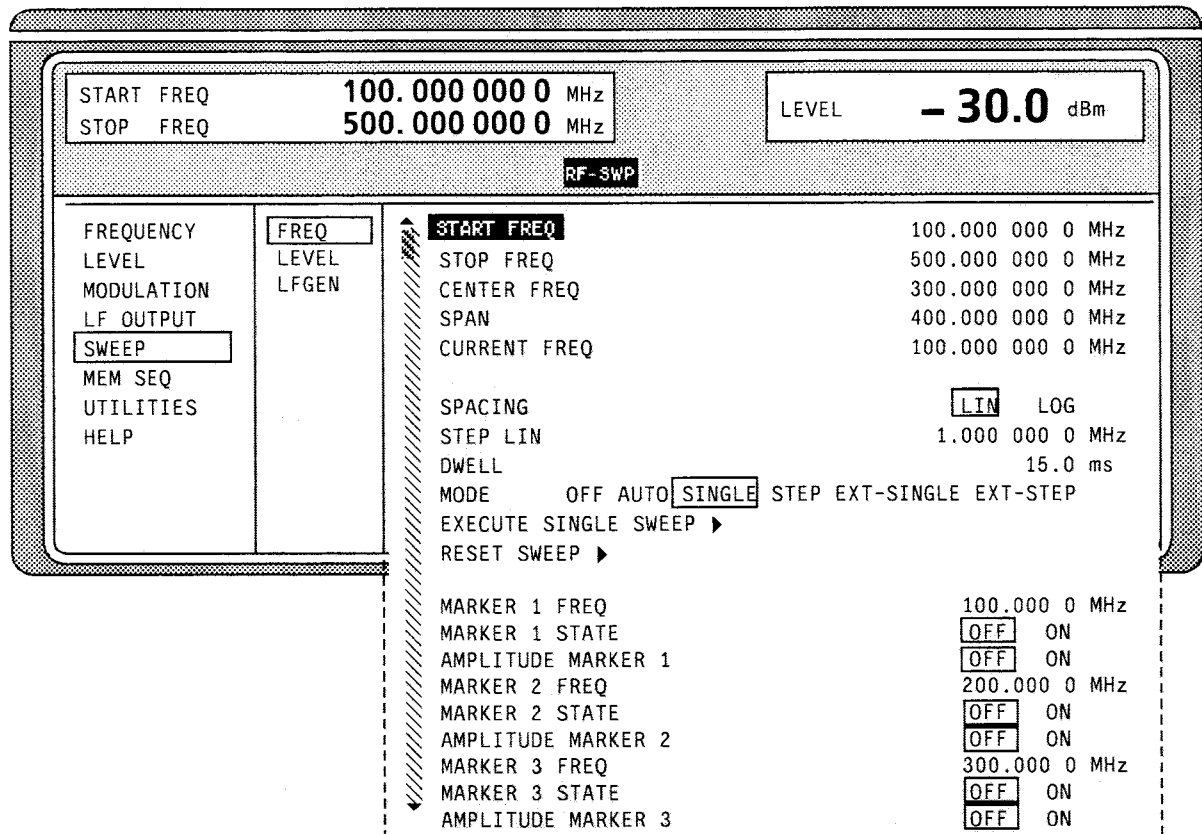 START FREQ 100. 000 000 0 MHz
STOP FREQ 500. 000 000 0 MHz
LEVEL – 30.0 dBm
RF-SWP
FREQUENCY
LEVEL
MODULATION
LF OUTPUT
SWEEP
MEM SEQ
UTILITIES
HELP
FREQ
LEVEL
LFGEN
START FREQ 100.000 000 0 MHz
STOP FREQ 500.000 000 0 MHz
CENTER FREQ 300.000 000 0 MHz
SPAN 400.000 000 0 MHz
CURRENT FREQ 100.000 000 0 MHz
SPACING LIN LOG
STEP LIN 1.000 000 0 MHz
DWELL 15.0 ms
MODE OFF AUTO SINGLE STEP EXT-SINGLE EXT-STEP
EXECUTE SINGLE SWEEP
RESET SWEEP
MARKER 1 FREQ 100.000 0 MHz
MARKER 1 STATE OFF ON
AMPLITUDE MARKER 1 OFF ON
MARKER 2 FREQ 200.000 0 MHz
MARKER 2 STATE OFF ON
AMPLITUDE MARKER 2 OFF ON
MARKER 3 FREQ 300.000 0 MHz
MARKER 3 STATE OFF ON
AMPLITUDE MARKER 3 OFF ON